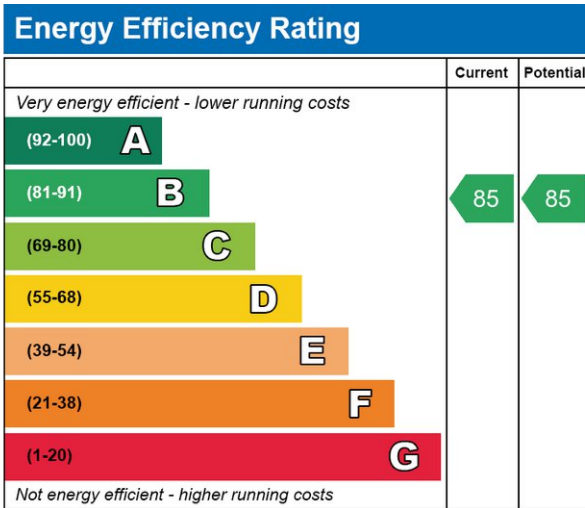 Energy Efficiency Rating
Current Potential
Very energy efficient - lower running costs
(92-100) A
(81-91) B 85 85
(69-80) C
(55-68) D
(39-54) E
(21-38) F
(1-20) G
Not energy efficient - higher running costs